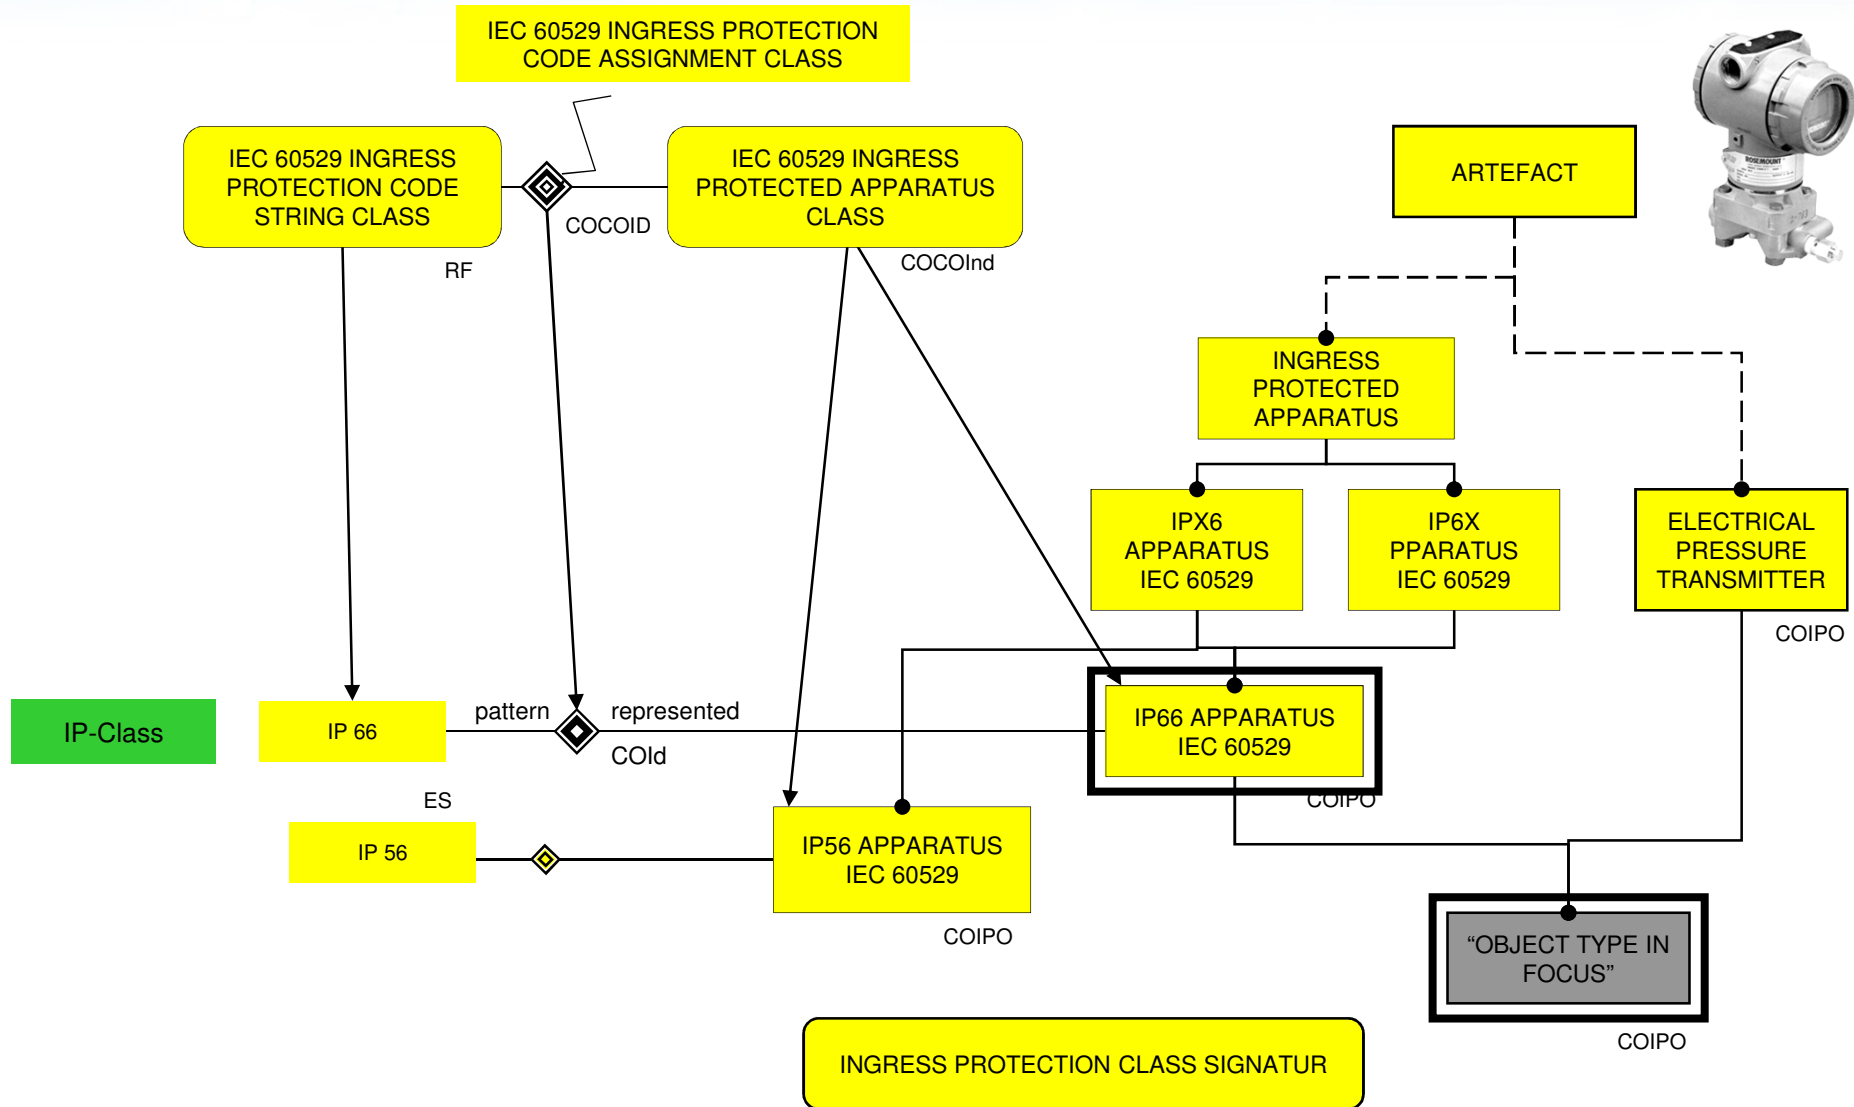 IEC 60529 INGRESS PROTECTION
CODE ASSIGNMENT CLASS
IEC 60529 INGRESS
PROTECTION CODE
STRING CLASS
RF
COCOID
IEC 60529 INGRESS
PROTECTED APPARATUS
CLASS
COCOInd
ARTEFACT
ROSEMOUNT
INGRESS
PROTECTED
APPARATUS
IPX6
APPARATUS
IEC 60529
IP6X
PPARATUS
IEC 60529
ELECTRICAL
PRESSURE
TRANSMITTER
COIPO
IP-Class
IP 66
pattern
represented
COId
IP66 APPARATUS
IEC 60529
COIPO
ES
IP 56
IP56 APPARATUS
IEC 60529
COIPO
“OBJECT TYPE IN
FOCUS”
COIPO
INGRESS PROTECTION CLASS SIGNATUR